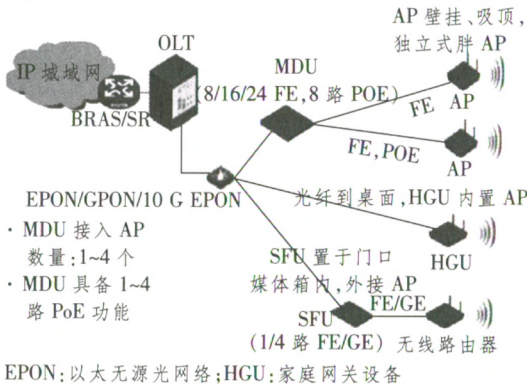 AP 壁挂、吸顶,
独立式胖 AP
OLT
IP 城域网
MDU
(8/16/24 FE,8 路 POE)
FE
AP
BRAS/SR
FE,POE
AP
EPON/GPON/10 G EPON
光纤到桌面,HGU 内置 AP
· MDU 接入 AP
数量:1~4 个
· MDU 具备 1~4
路 PoE 功能
HGU
SFU 置于门口
媒体箱内,外接 AP
FE/GE
SFU
(1/4 路 FE/GE)
无线路由器
EPON:以太无源光网络;HGU:家庭网关设备